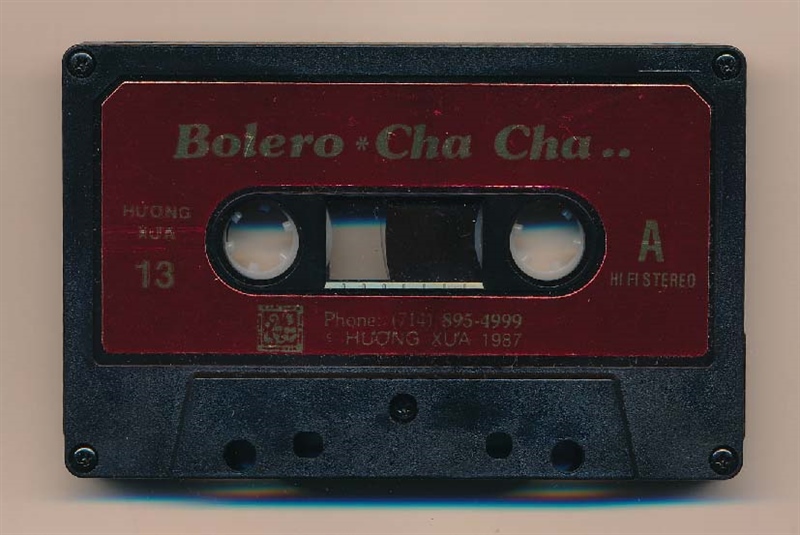 Bolero * Cha Cha..
HƯƠNG
XƯA
13
A
HI FI STEREO
Phone: (714) 895-4999
© HƯƠNG XƯA 1987